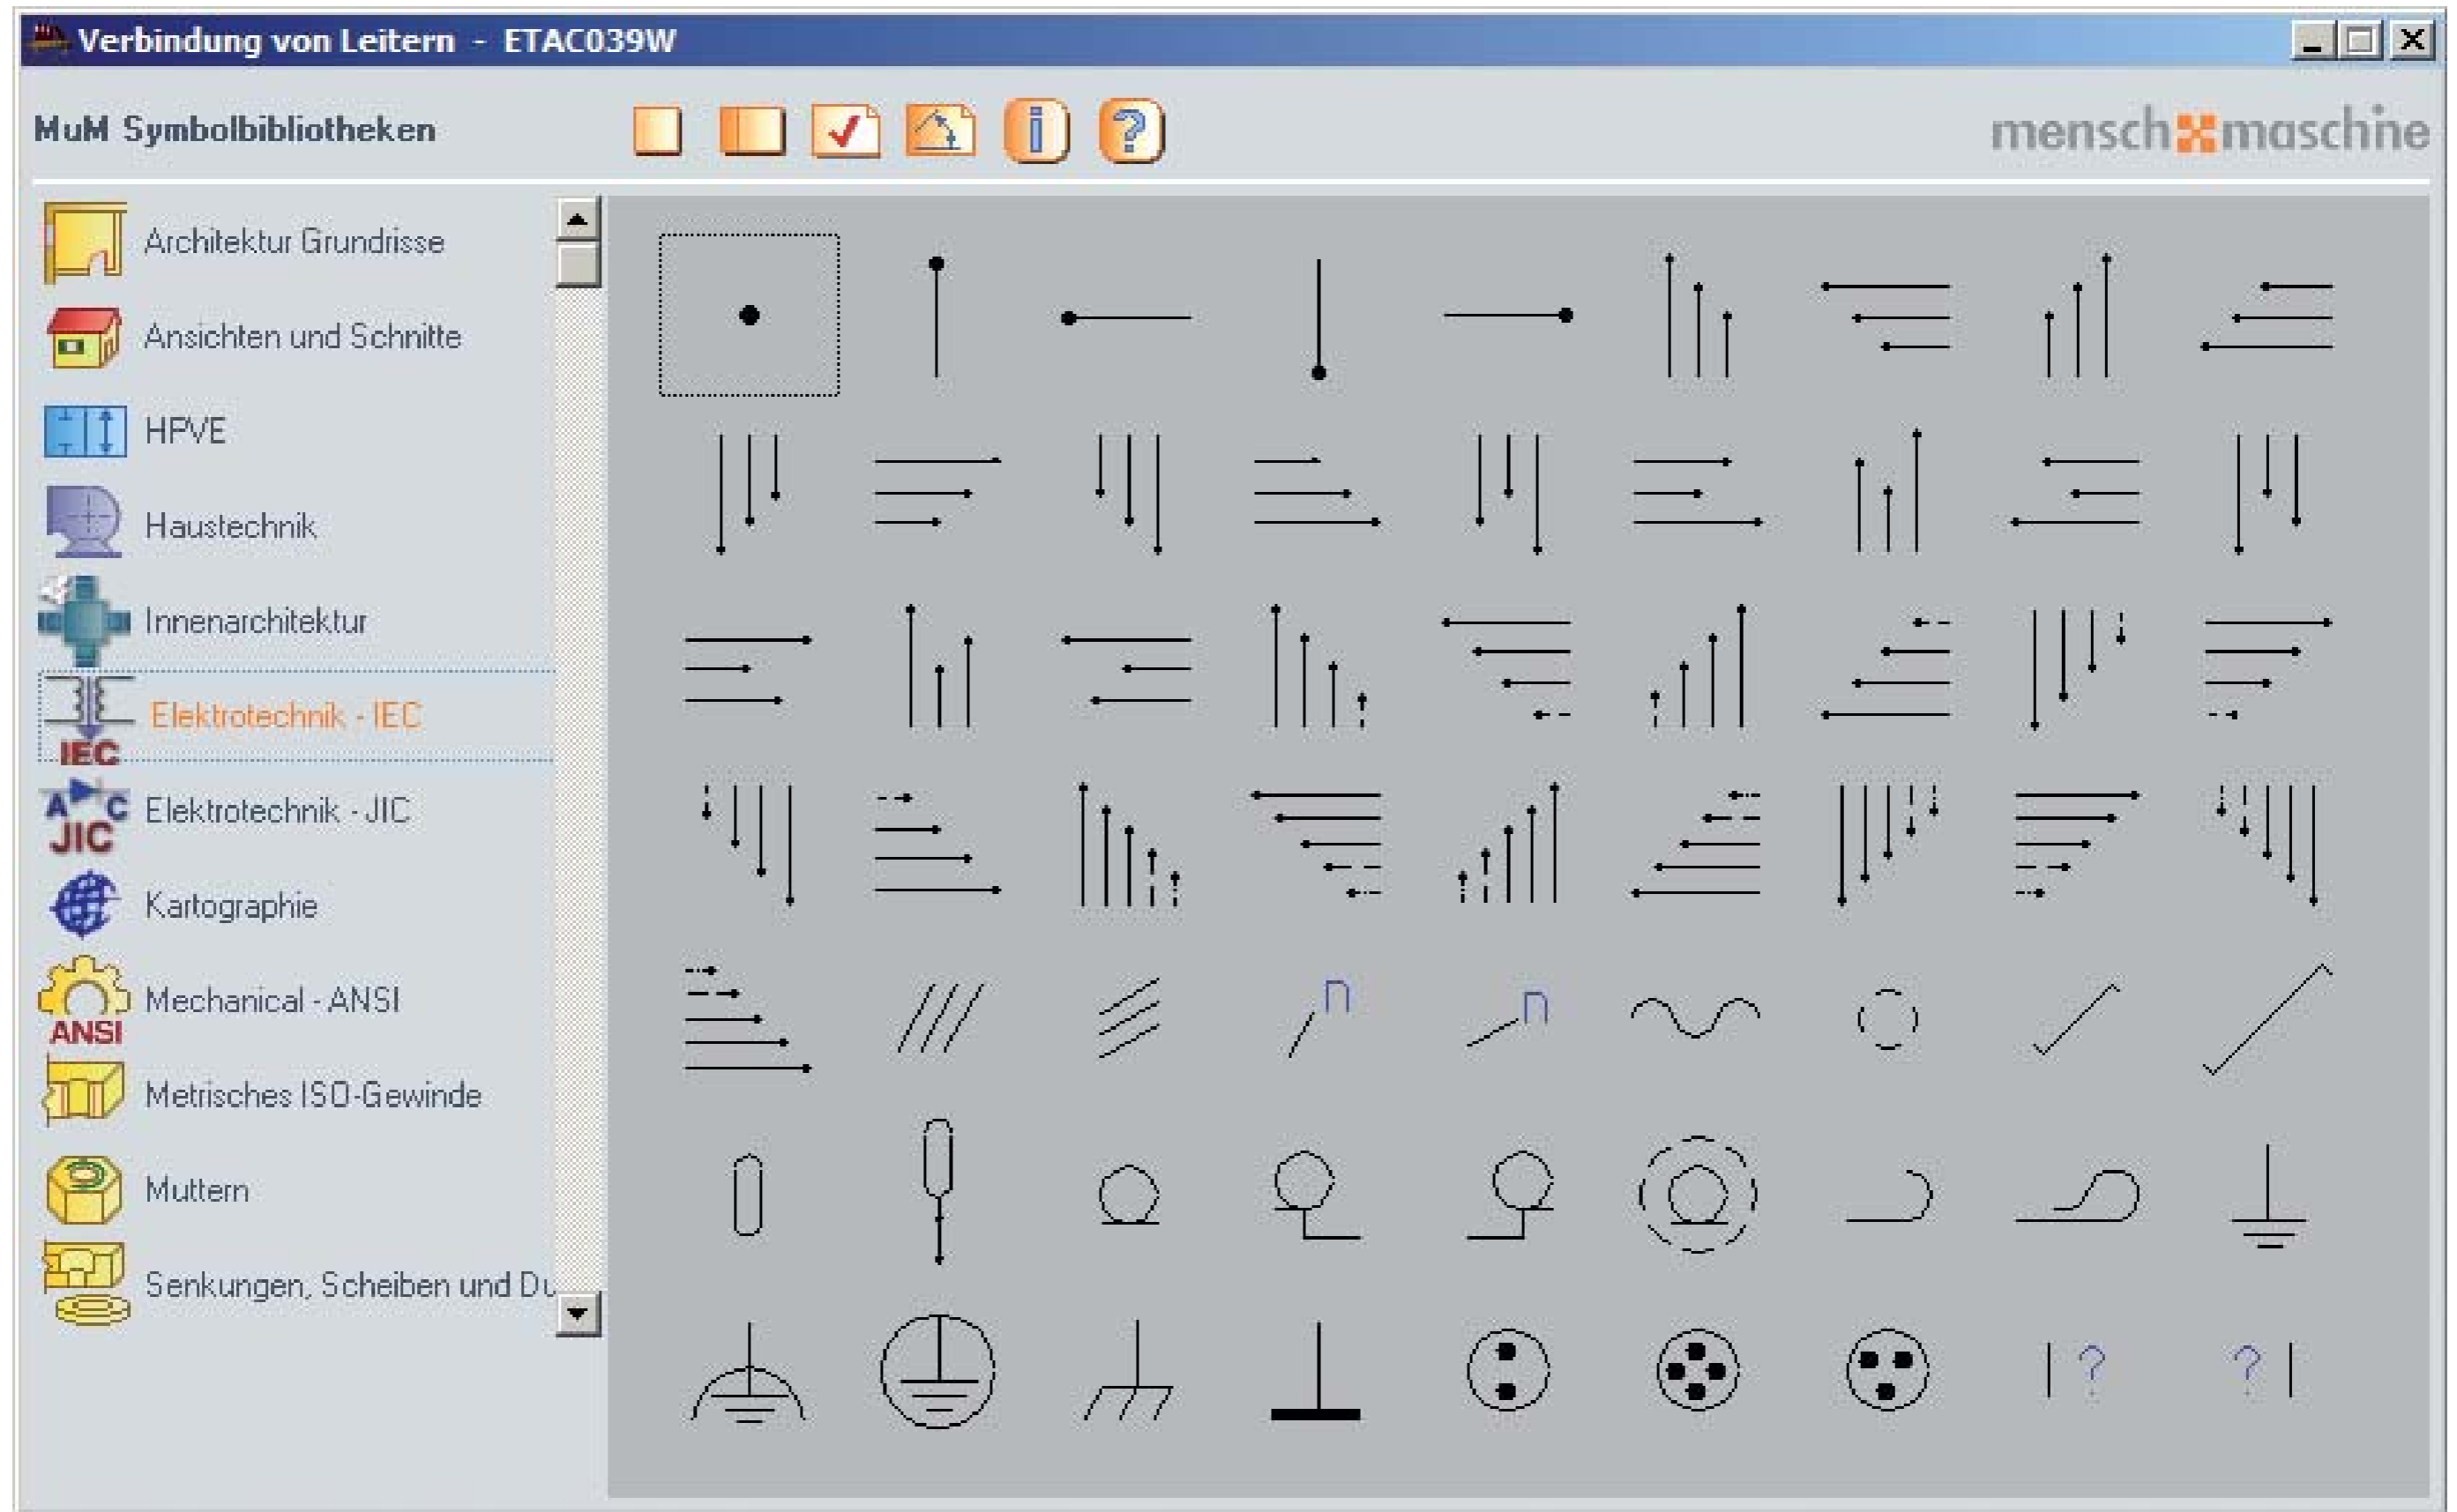 Verbindung von Leitern - ETAC039W
MuM Symbolbibliotheken
i
?
mensch maschine
Architektur Grundrisse
Ansichten und Schnitte
HPVE
Haustechnik
Innenarchitektur
Elektrotechnik - IEC
IEC
A C
JIC
Elektrotechnik - JIC
Kartographie
Mechanical - ANSI
ANSI
Metrisches ISO-Gewinde
Muttern
Senkungen, Scheiben und Du
n
n
?
?